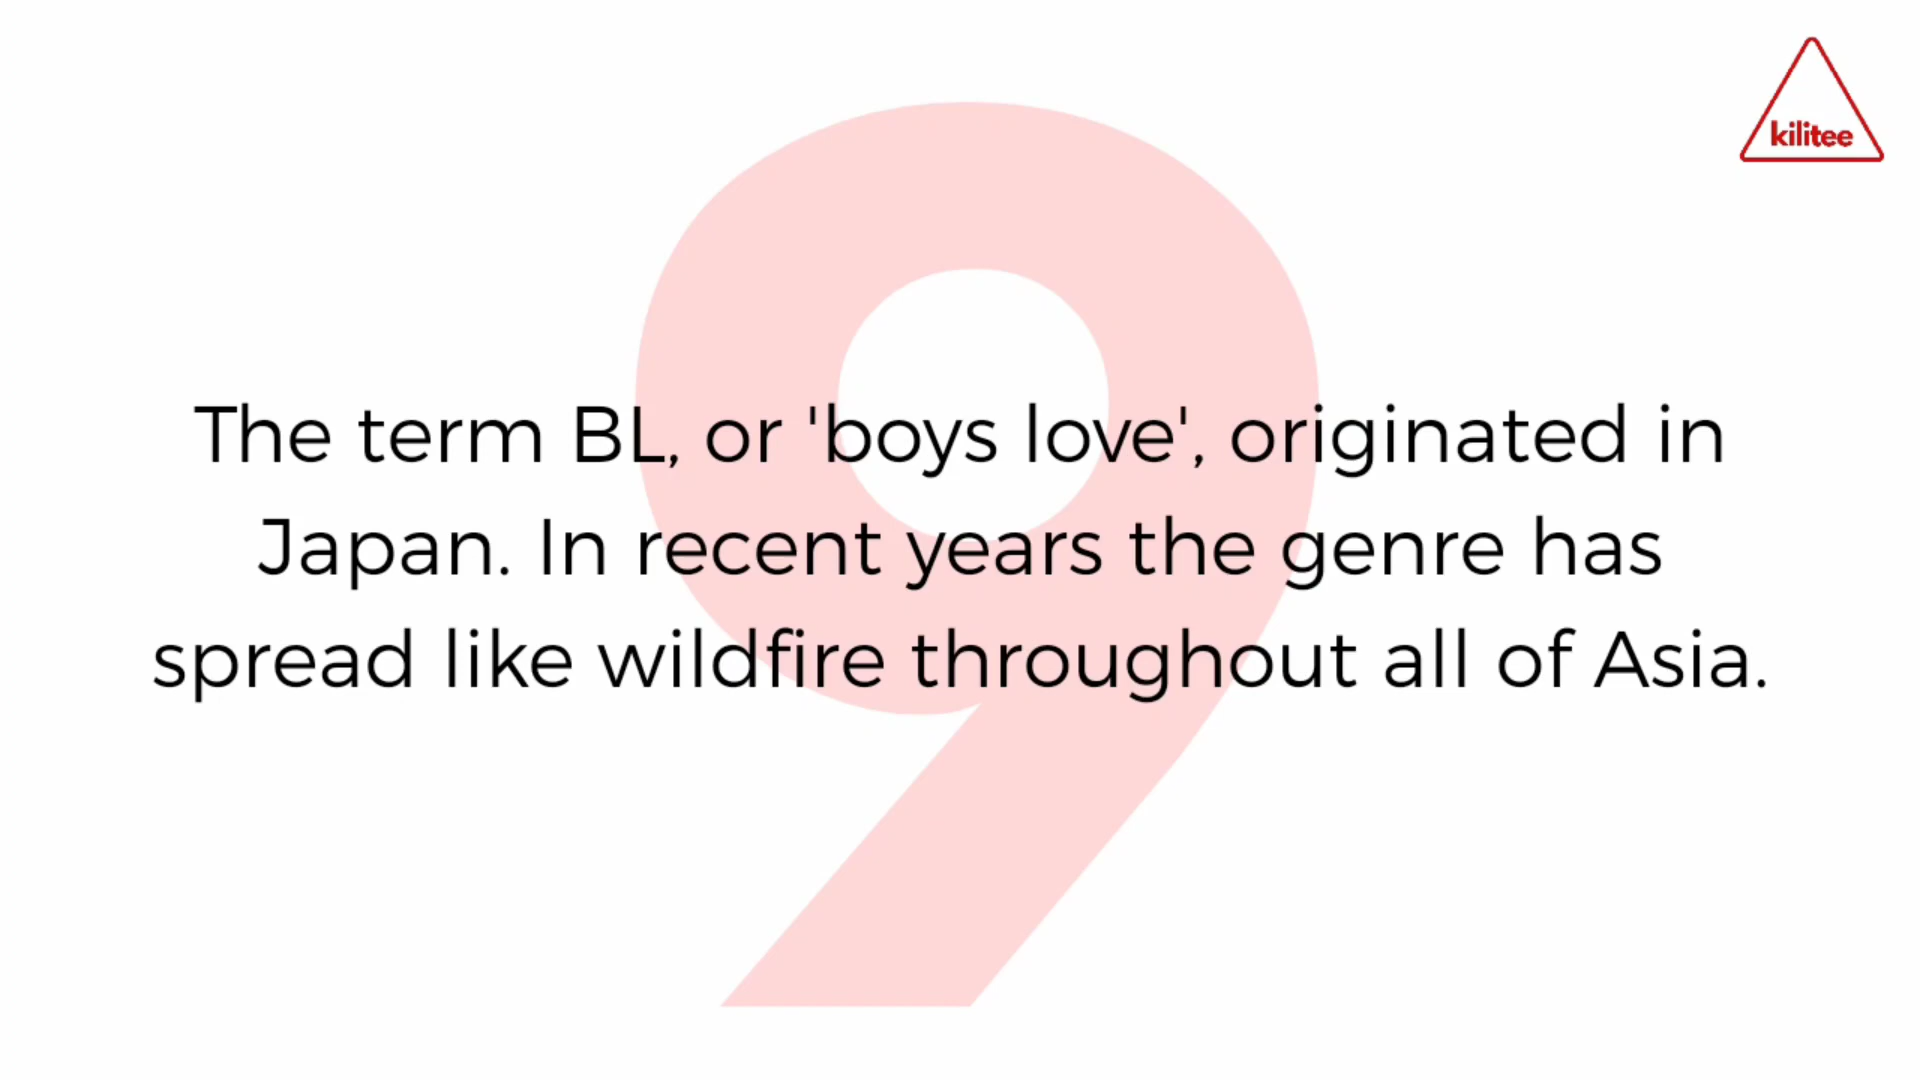 kilitee
9
The term BL, or 'boys love', originated in
Japan. In recent years the genre has
spread like wildfire throughout all of Asia.